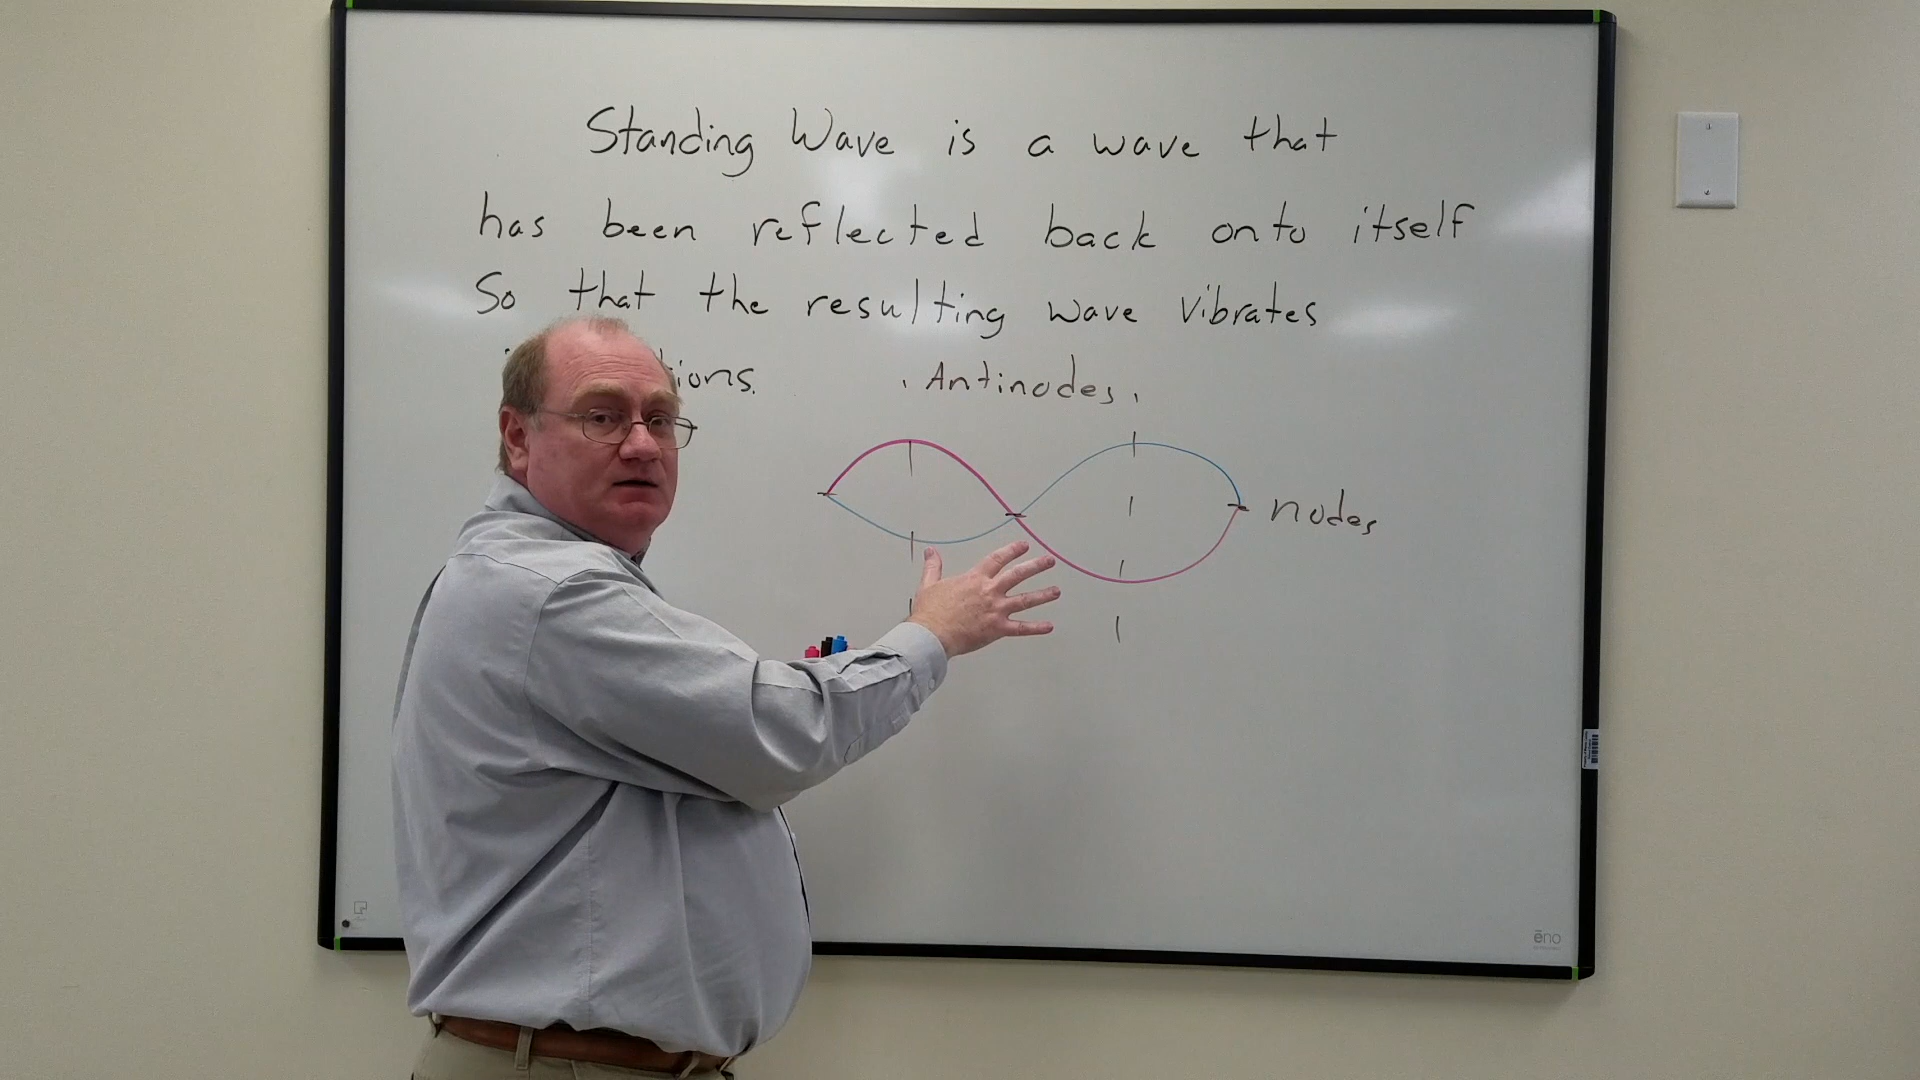 Standing Wave is a wave that
has been reflected back onto itself
So that the resulting wave vibrates
Antinodes
nodes
ēno